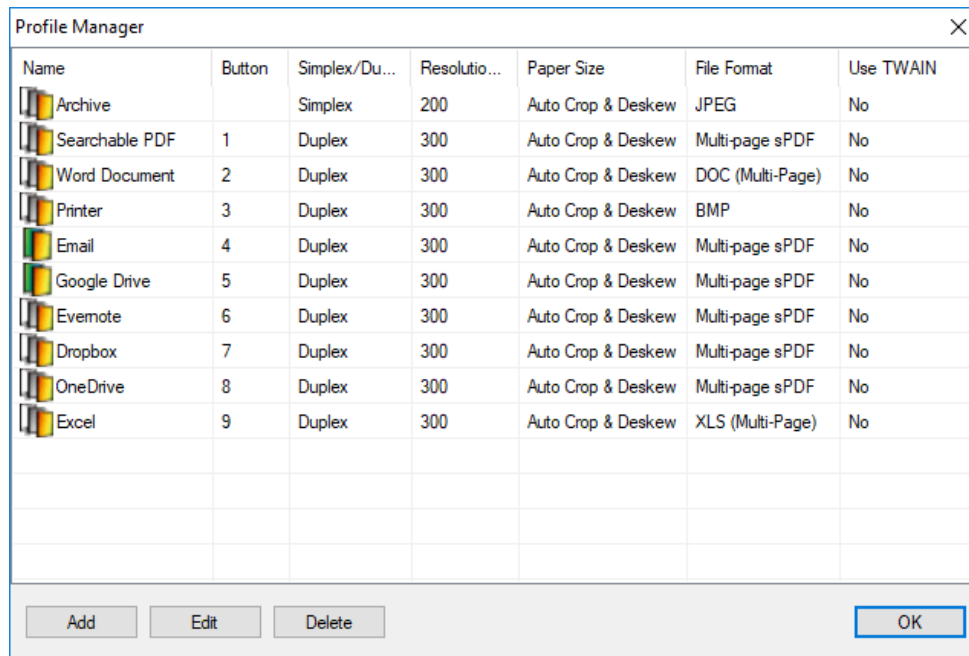 Profile Manager
Name Button Simplex/Du... Resolutio... Paper Size File Format Use TWAIN
Archive Simplex 200 Auto Crop & Deskew JPEG No
Searchable PDF 1 Duplex 300 Auto Crop & Deskew Multi-page sPDF No
Word Document 2 Duplex 300 Auto Crop & Deskew DOC (Multi-Page) No
Printer 3 Duplex 300 Auto Crop & Deskew BMP No
Email 4 Duplex 300 Auto Crop & Deskew Multi-page sPDF No
Google Drive 5 Duplex 300 Auto Crop & Deskew Multi-page sPDF No
Evernote 6 Duplex 300 Auto Crop & Deskew Multi-page sPDF No
Dropbox 7 Duplex 300 Auto Crop & Deskew Multi-page sPDF No
OneDrive 8 Duplex 300 Auto Crop & Deskew Multi-page sPDF No
Excel 9 Duplex 300 Auto Crop & Deskew XLS (Multi-Page) No
Add Edit Delete OK